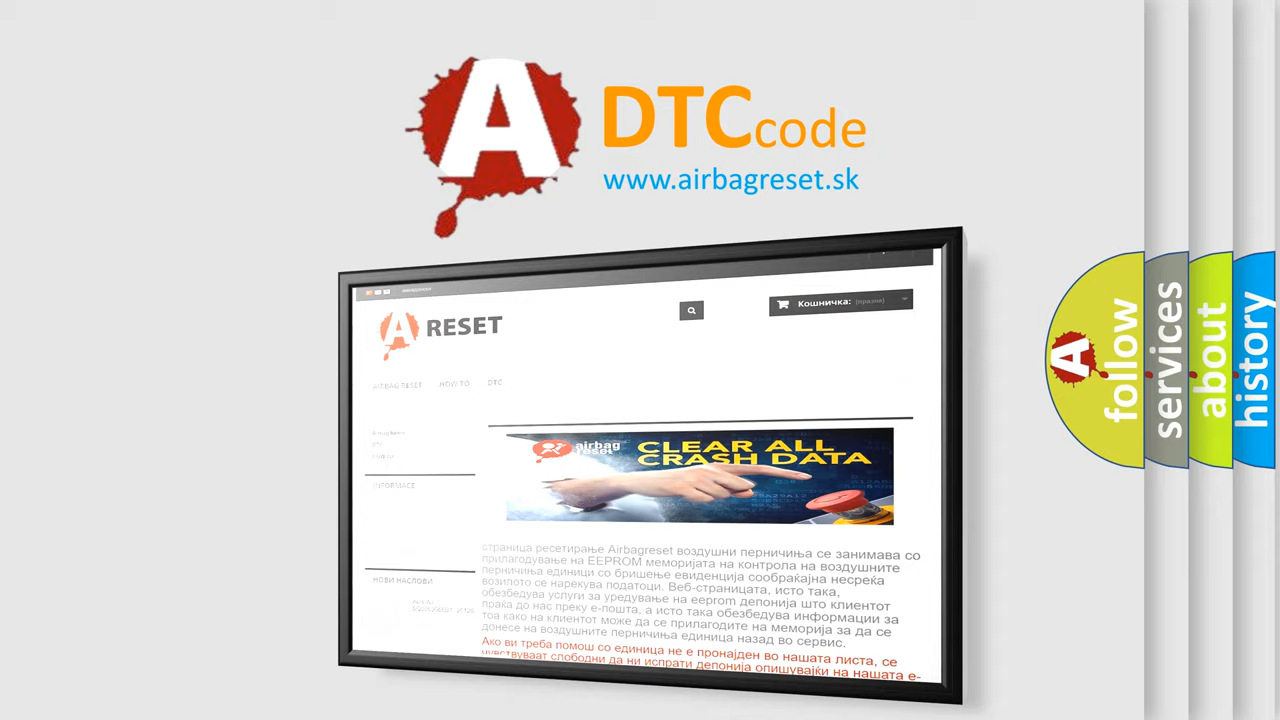 A
DTC code
www.airbagreset.sk
A RESET
Кошничка: (празни)
AIRBAG RESET HOW TO DTC
airbag
reset
CLEAR ALL
CRASH DATA
INFORMACE
НОВИ НАСЛОВИ
страница ресетирање Airbagreset воздушни перничиња се занимава со
прилагодување на EEPROM меморијата на контрола на воздушните
перничиња единици со бришење евиденција сообраќајна несреќа
возилото се нарекува податоци. Веб-страницата, исто така,
обезбедува услуги за уредување на eeprom депонија што клиентот
праќа до нас преку е-пошта, а исто така обезбедува информации за
тоа како на клиентот може да се прилагодите на меморија за да се
донесе на воздушните перничиња единица назад во сервис.
Ако ви треба помош со единица не е пронајден во нашата листа, се
чувствуваат слободни да ни испрати депонија опишувајќи на нашата е-
A
follow
services
about
history